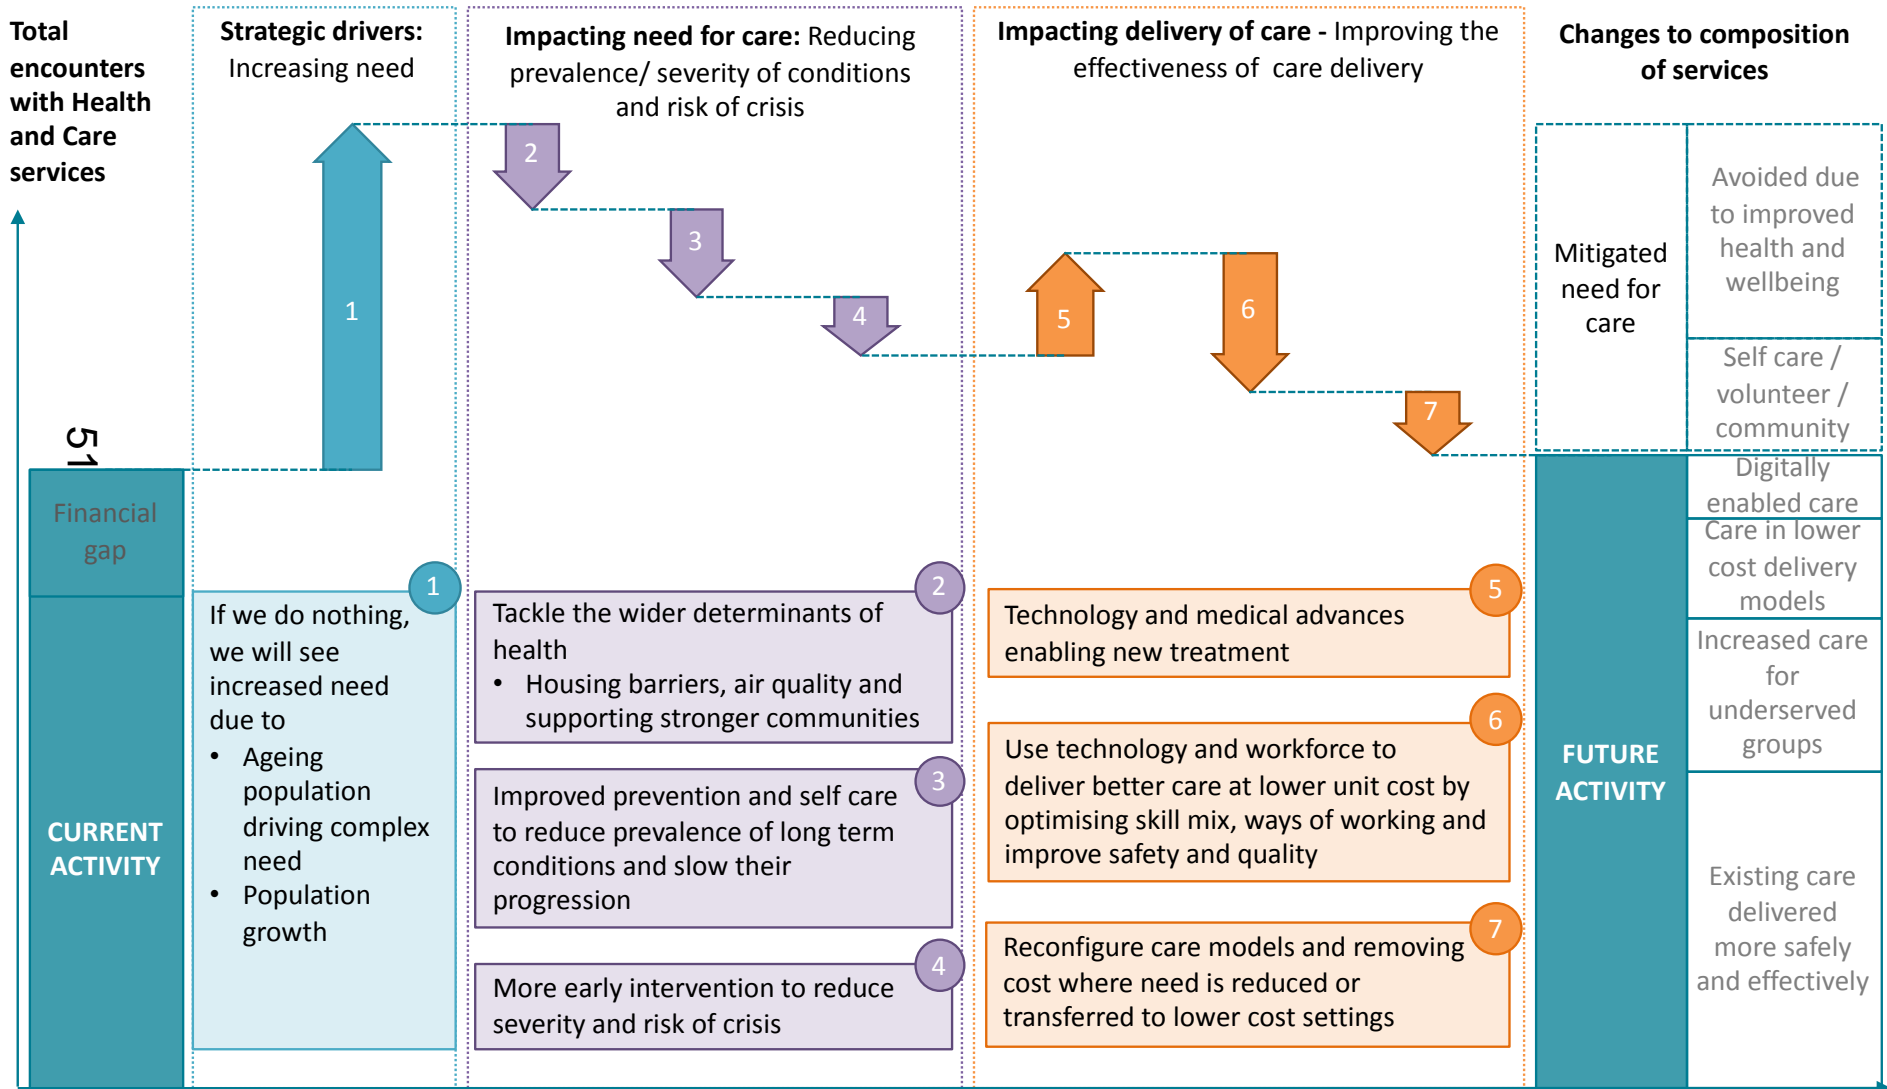 Total
encounters
with Health
and Care
services
51
Financial
gap
CURRENT
ACTIVITY
Strategic drivers:
Increasing need
1
1
If we do nothing,
we will see
increased need
due to
• Ageing
population
driving complex
need
• Population
growth
Impacting need for care: Reducing
prevalence/ severity of conditions
and risk of crisis
2
3
4
2
Tackle the wider determinants of
health
• Housing barriers, air quality and
supporting stronger communities
3
Improved prevention and self care
to reduce prevalence of long term
conditions and slow their
progression
4
More early intervention to reduce
severity and risk of crisis
Impacting delivery of care - Improving the
effectiveness of care delivery
5
6
7
5
Technology and medical advances
enabling new treatment
6
Use technology and workforce to
deliver better care at lower unit cost by
optimising skill mix, ways of working and
improve safety and quality
7
Reconfigure care models and removing
cost where need is reduced or
transferred to lower cost settings
Changes to composition
of services
Mitigated
need for
care
FUTURE
ACTIVITY
Avoided due
to improved
health and
wellbeing
Self care /
volunteer /
community
Digitally
enabled care
Care in lower
cost delivery
models
Increased care
for
underserved
groups
Existing care
delivered
more safely
and effectively